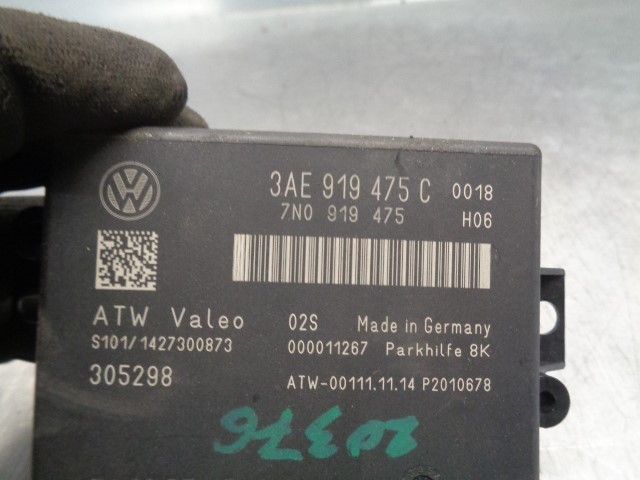 3AE 919 475 C 0018
7N0 919 475 H06
ATW Valeo 02S Made in Germany
S101/1427300873 000011267 Parkhilfe 8K
305298 ATW-00111.11.14 P2010678
20376